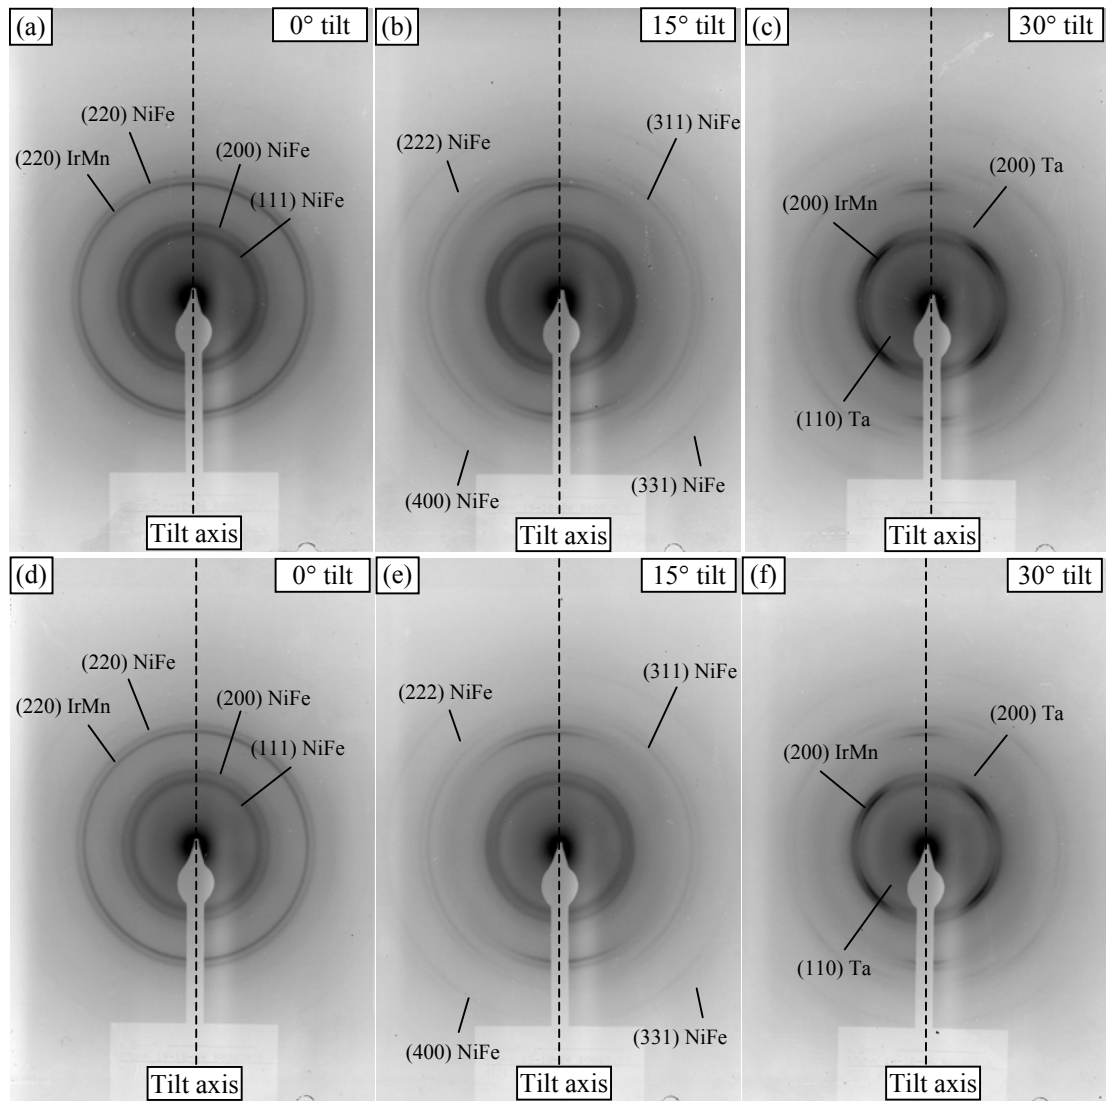 (a)
0° tilt
(220) NiFe
(200) NiFe
(220) IrMn
(111) NiFe
Tilt axis
(b)
15° tilt
(311) NiFe
(222) NiFe
(400) NiFe
(331) NiFe
Tilt axis
(c)
30° tilt
(200) Ta
(200) IrMn
(110) Ta
Tilt axis
(d)
0° tilt
(220) NiFe
(200) NiFe
(220) IrMn
(111) NiFe
Tilt axis
(e)
15° tilt
(311) NiFe
(222) NiFe
(400) NiFe
(331) NiFe
Tilt axis
(f)
30° tilt
(200) Ta
(200) IrMn
(110) Ta
Tilt axis